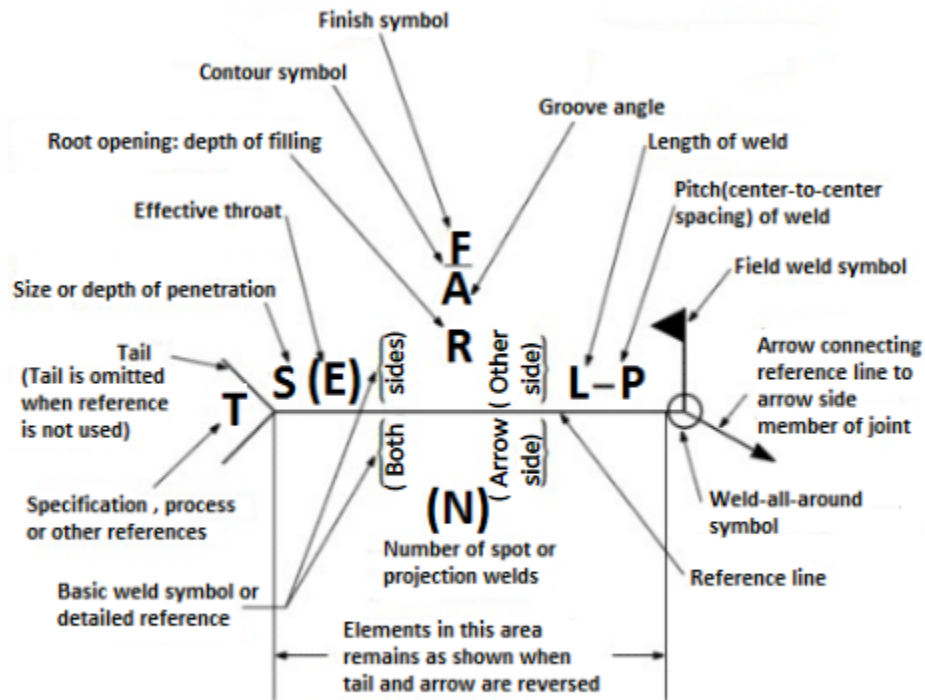 Finish symbol
Contour symbol
Groove angle
Root opening: depth of filling
Length of weld
Effective throat
Pitch(center-to-center
spacing) of weld
F
A
Field weld symbol
Size or depth of penetration
R
Tail
(Tail is omitted
when reference
is not used)
S (E)
T
(Both
sides)
(Arrow
side)
( Other
side)
L-P
Arrow connecting
reference line to
arrow side
member of joint
Specification , process
or other references
(N)
Number of spot or
projection welds
Weld-all-around
symbol
Basic weld symbol or
detailed reference
Reference line
Elements in this area
remains as shown when
tail and arrow are reversed